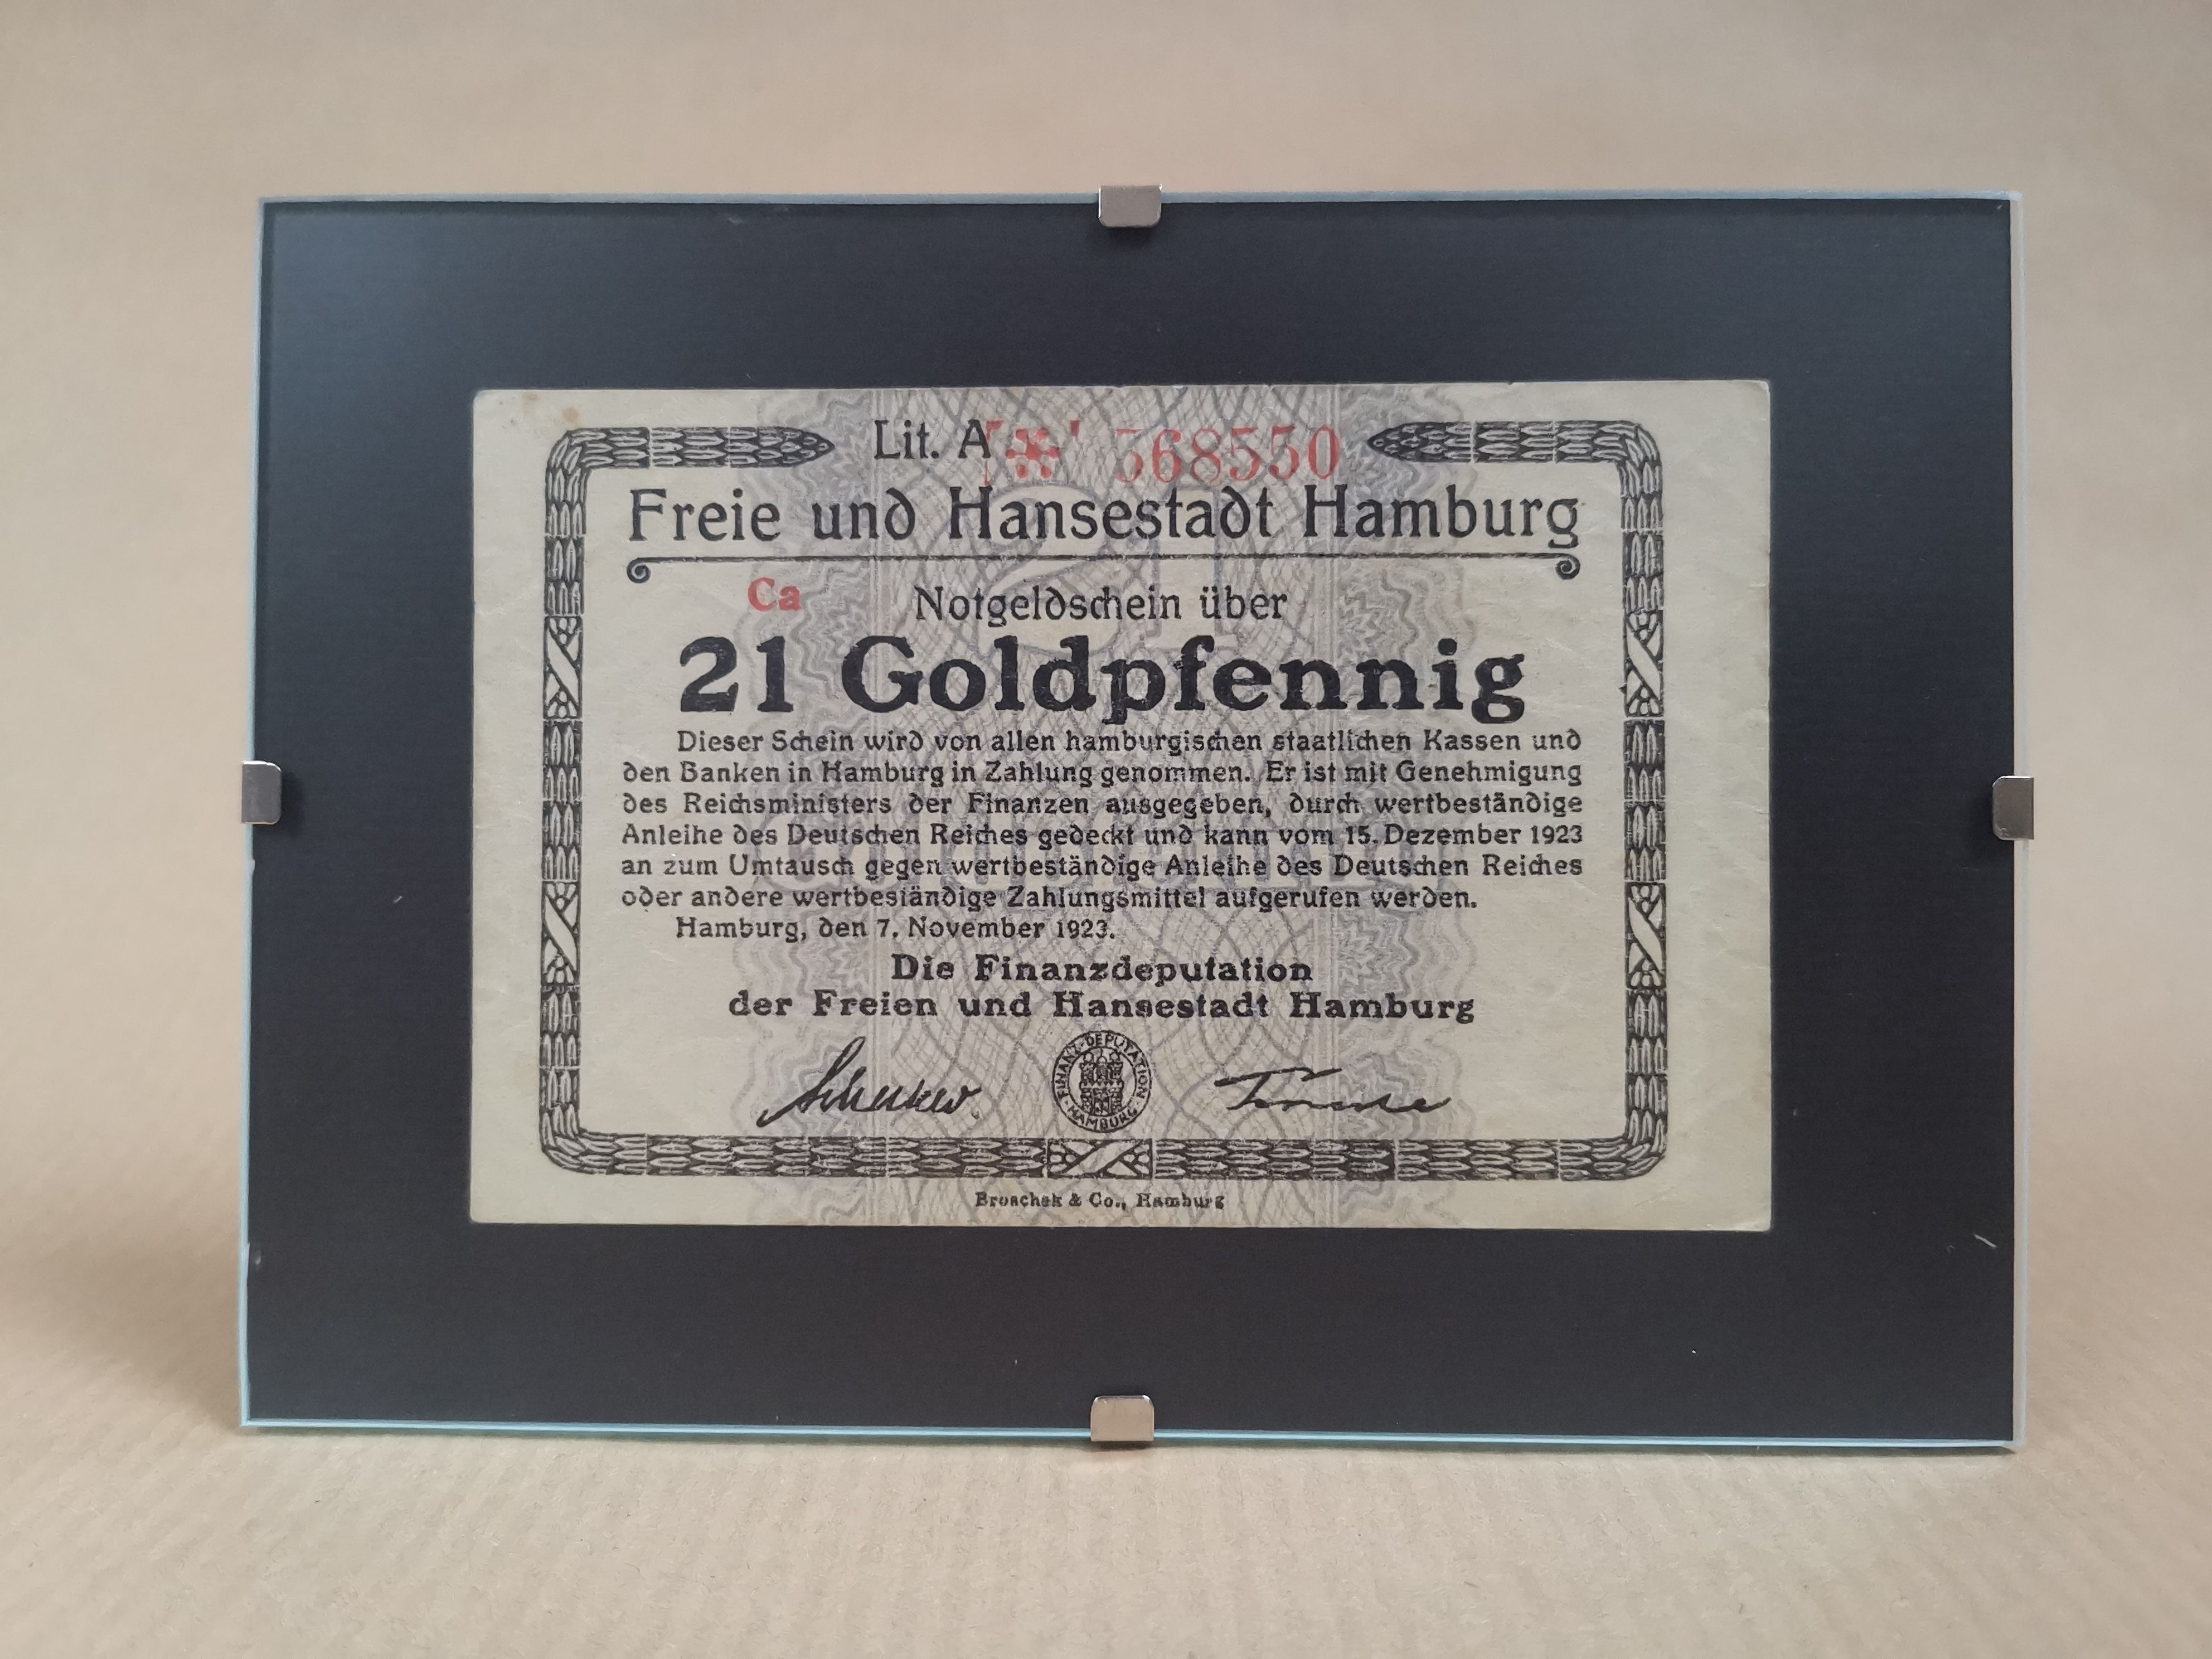 Lit. A * 368550
Freie und Hansestadt Hamburg
Ca
Notgeldschein über
21 Goldpfennig
Dieser Schein wird von allen hamburgischen staatlichen Kassen und
den Banken in Hamburg in Zahlung genommen. Er ist mit Genehmigung
des Reichsministers der Finanzen ausgegeben, durch wertbeständige
Anleihe des Deutschen Reiches gedeckt und kann vom 15. Dezember 1923
an zum Umtausch gegen wertbeständige Anleihe des Deutschen Reiches
oder andere wertbeständige Zahlungsmittel aufgerufen werden.
Hamburg, den 7. November 1923.
Die Finanzdeputation
der Freien und Hansestadt Hamburg
FINANZ-DEPUTATION
HAMBURG
Broschek & Co., Hamburg